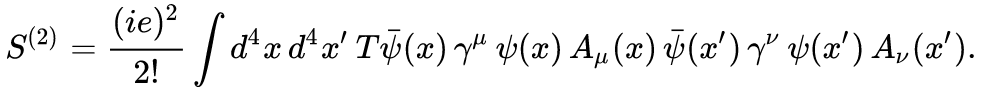 S^{(2)} = \frac{(ie)^2}{2!} \int d^4x \, d^4x' \, T\bar{\psi}(x) \, \gamma^\mu \, \psi(x) \, A_\mu(x) \, \bar{\psi}(x') \, \gamma^\nu \, \psi(x') \, A_\nu(x').